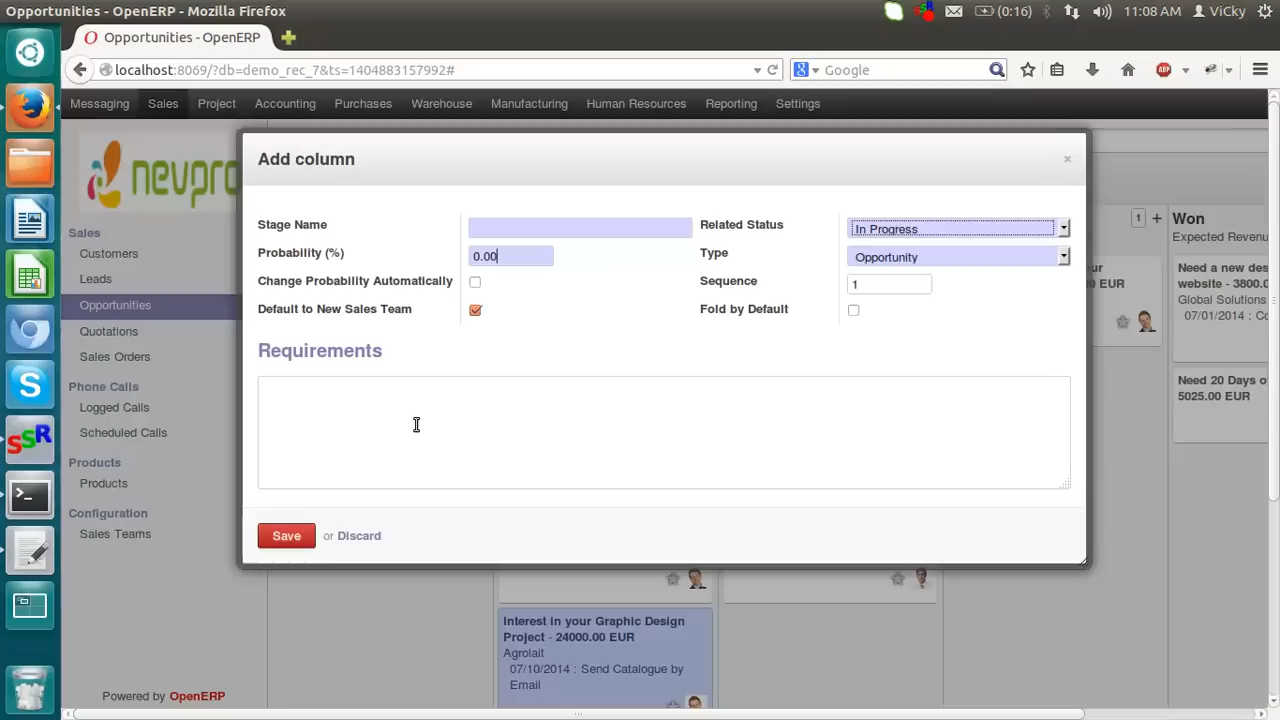 Opportunities - OpenERP - Mozilla Firefox
(0:16)
11:08 AM
ViCky
Opportunities - OpenERP
localhost:8069/?db=demo_rec_7&ts=1404883157992#
Google
ABP
Messaging Sales Project Accounting Purchases Warehouse Manufacturing Human Resources Reporting Settings
nevpro
Sales
Customers
Leads
Opportunities
Quotations
Sales Orders
Phone Calls
Logged Calls
Scheduled Calls
Products
Products
Configuration
Sales Teams
Powered by OpenERP
SSR
Add column
×
Stage Name
Related Status In Progress
Probability (%) 0.00
Type Opportunity
Change Probability Automatically
Sequence 1
Default to New Sales Team
Fold by Default
Requirements
Save or Discard
1 + Won
Expected Revenu
our
EUR
Need a new des
website - 3800.0
Global Solutions
07/01/2014 : Co
Need 20 Days o
5025.00 EUR
Interest in your Graphic Design
Project - 24000.00 EUR
Agrolait
07/10/2014 : Send Catalogue by
Email